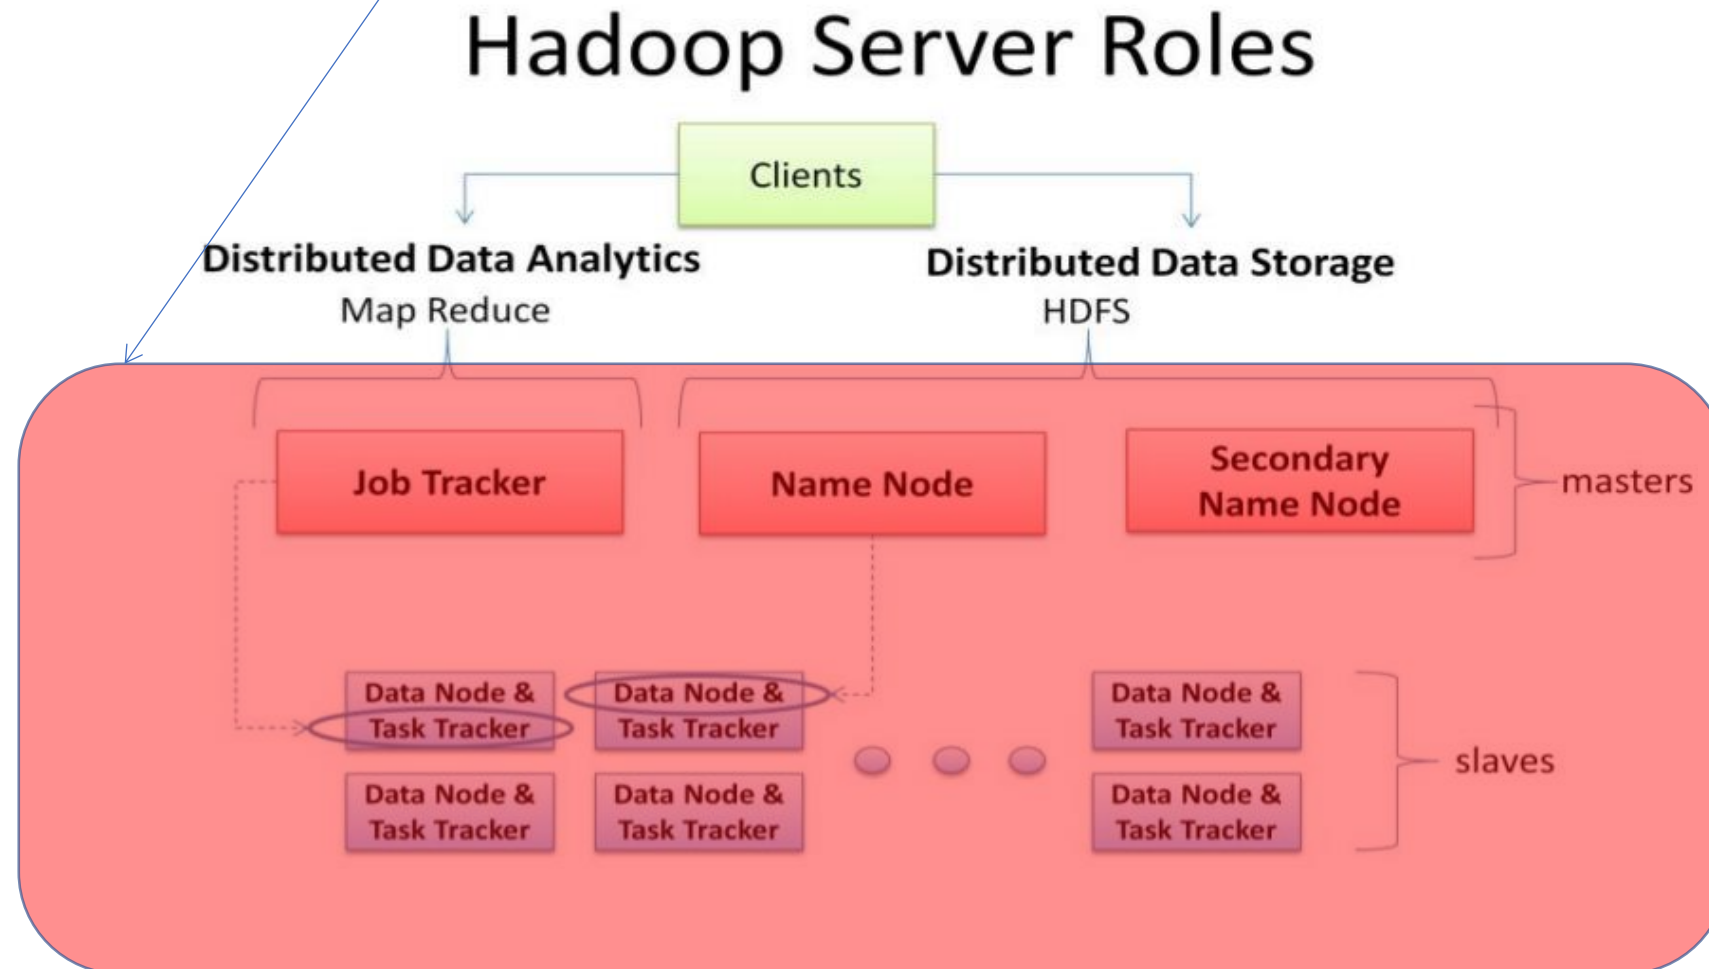 Hadoop Server Roles
Clients
Distributed Data Analytics
Map Reduce
Distributed Data Storage
HDFS
Job Tracker
Name Node
Secondary
Name Node
masters
Data Node &
Task Tracker
Data Node &
Task Tracker
Data Node &
Task Tracker
slaves
Data Node &
Task Tracker
Data Node &
Task Tracker
Data Node &
Task Tracker